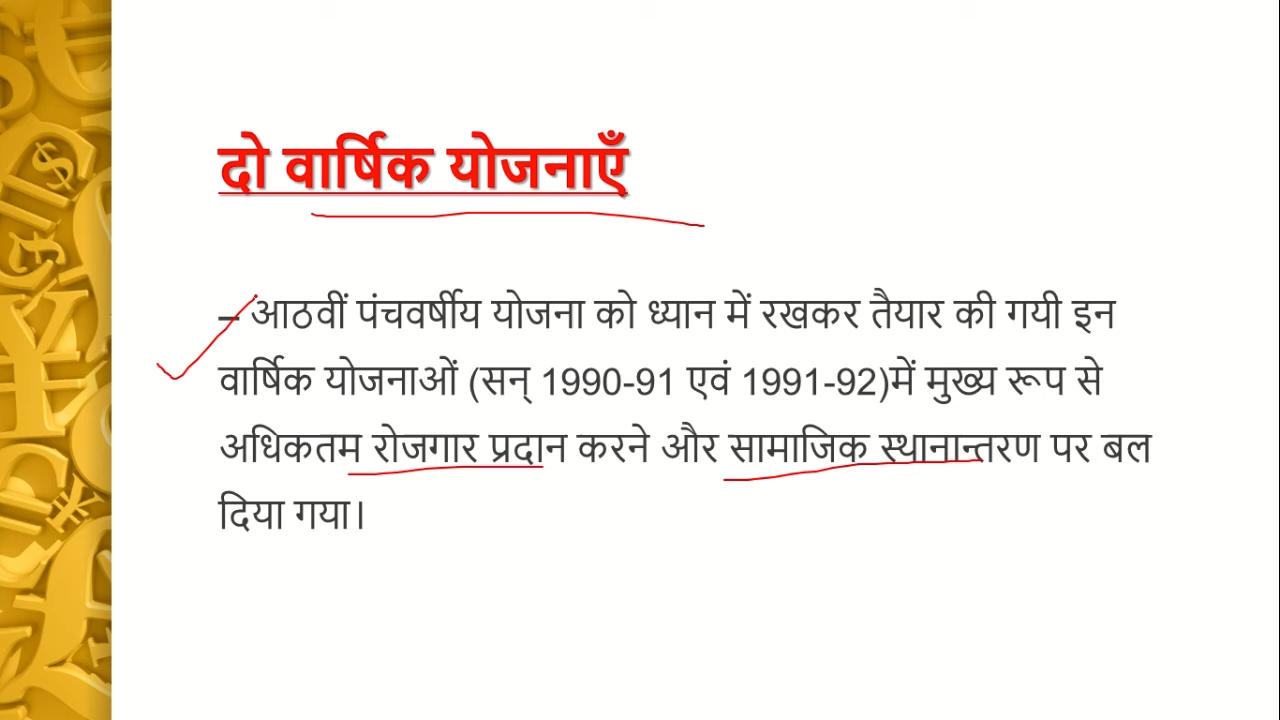 दो वार्षिक योजनाएँ
– आठवीं पंचवर्षीय योजना को ध्यान में रखकर तैयार की गयी इन
वार्षिक योजनाओं (सन् 1990-91 एवं 1991-92)में मुख्य रूप से
अधिकतम रोजगार प्रदान करने और सामाजिक स्थानान्तरण पर बल
दिया गया।